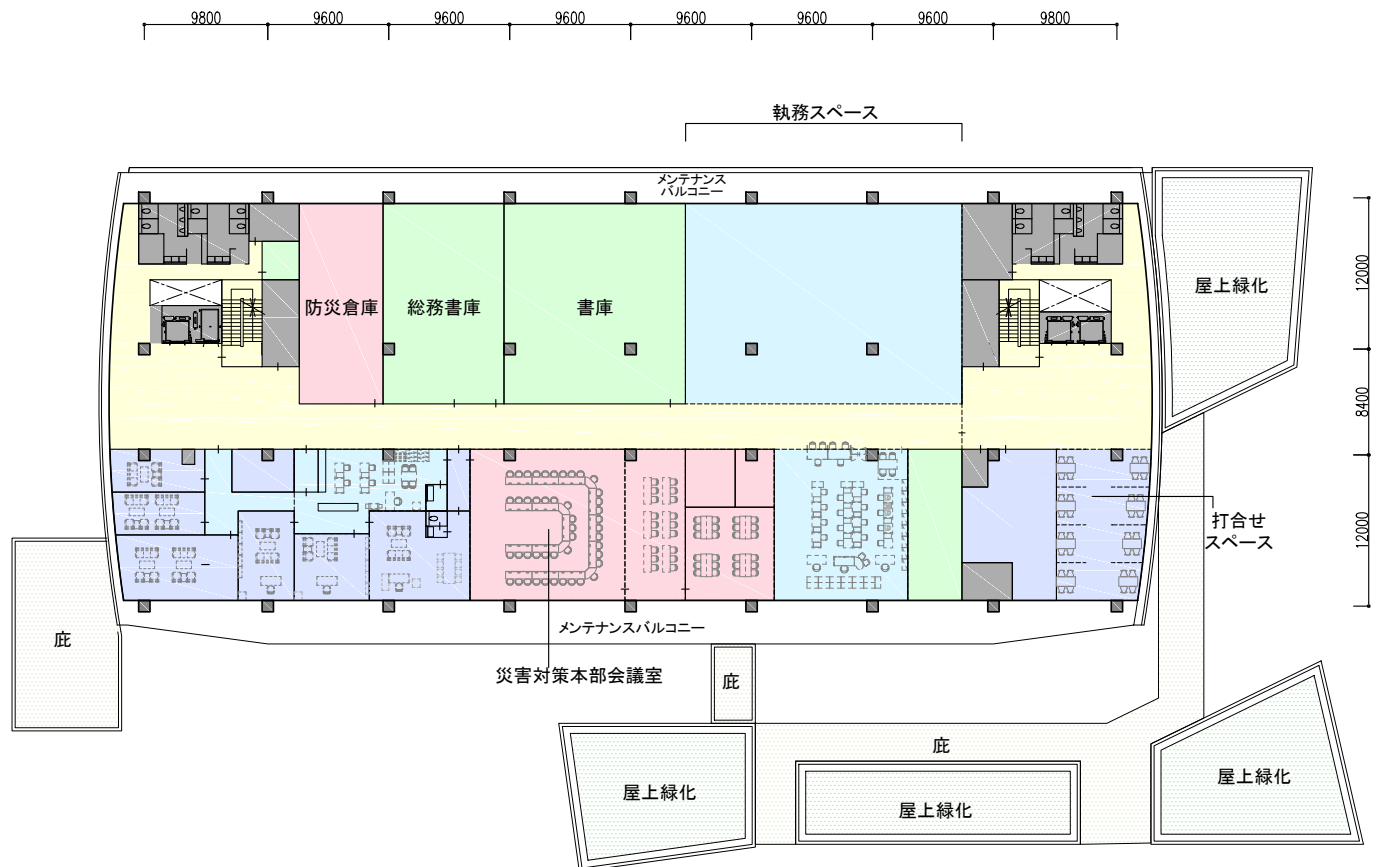 9800
9600
9600
9600
9600
9600
9600
9800
執務スペース
メンテナンス
バルコニー
防災倉庫
総務書庫
書庫
屋上緑化
12000
8400
12000
打合せ
スペース
メンテナンスバルコニー
災害対策本部会議室
庇
庇
庇
屋上緑化
屋上緑化
屋上緑化